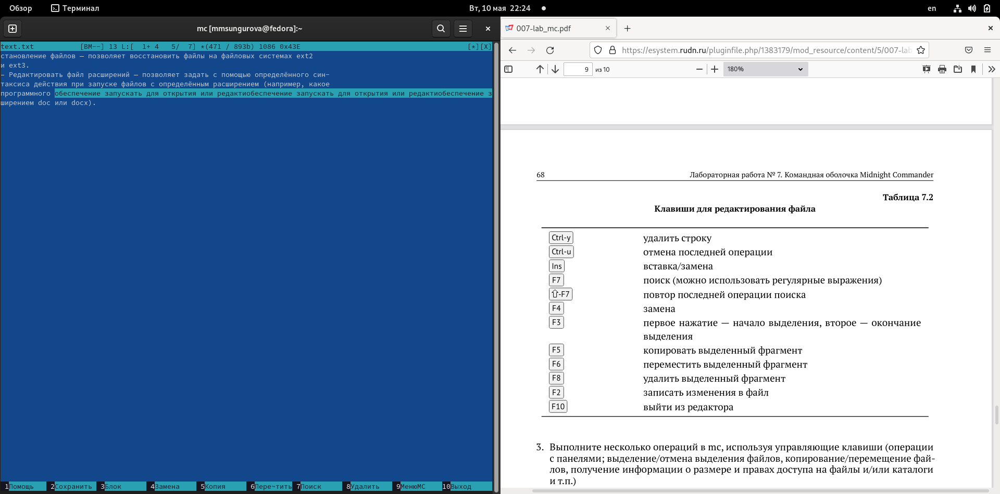 Обзор
Терминал
Вт, 10 мая 22:24
en
mc [mmsungurova@fedora]:~
text.txt [BM--] 13 L:[ 1+ 4 5/ 7] *(471 / 893b) 1086 0x43E [*][X]
становление файлов – позволяет восстановить файлы на файловых системах ext2
и ext3.
– Редактировать файл расширений – позволяет задать с помощью определённого син-
таксиса действия при запуске файлов с определённым расширением (например, какое
программного обеспечение запускать для открытия или редактиобеспечение запускать для открытия или редактиобеспечение з
ширением doc или docx).
1Помощь 2Сохранить 3Блок 4Замена 5Копия 6Пере~тить 7Поиск 8Удалить 9МенюMC 10Выход
007-lab_mc.pdf
https://esystem.rudn.ru/pluginfile.php/1383179/mod_resource/content/5/007-lab
9 из 10
180%
68 Лабораторная работа № 7. Командная оболочка Midnight Commander
Таблица 7.2
Клавиши для редактирования файла
Ctrl-y удалить строку
Ctrl-u отмена последней операции
Ins вставка/замена
F7 поиск (можно использовать регулярные выражения)
⇧-F7 повтор последней операции поиска
F4 замена
F3 первое нажатие — начало выделения, второе — окончание
выделения
F5 копировать выделенный фрагмент
F6 переместить выделенный фрагмент
F8 удалить выделенный фрагмент
F2 записать изменения в файл
F10 выйти из редактора
3. Выполните несколько операций в mc, используя управляющие клавиши (операции
с панелями; выделение/отмена выделения файлов, копирование/перемещение фай-
лов, получение информации о размере и правах доступа на файлы и/или каталоги
и т.п.)